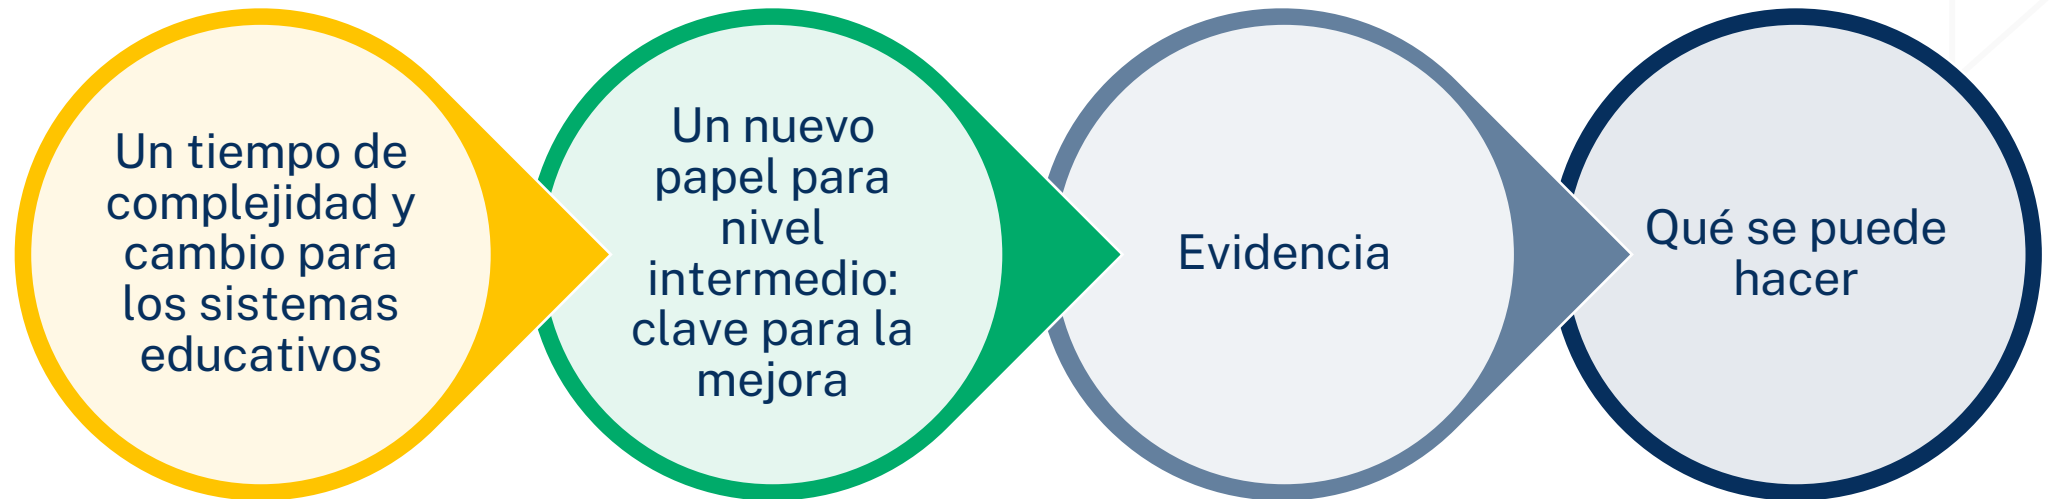 Un tiempo de
complejidad y
cambio para
los sistemas
educativos
Un nuevo
papel para
nivel
intermedio:
clave para la
mejora
Evidencia
Qué se puede
hacer